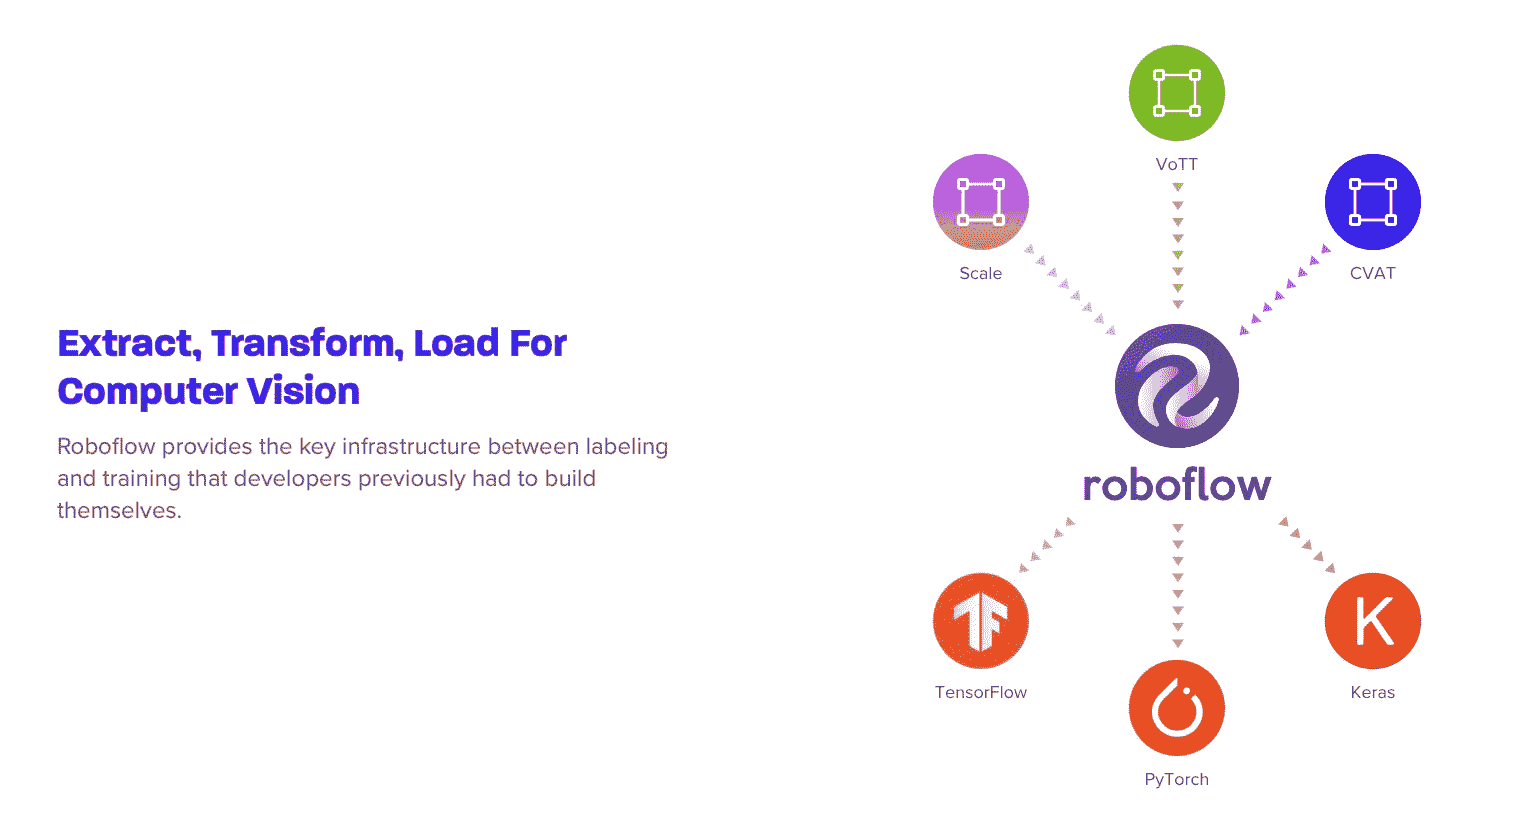 Extract, Transform, Load For
Computer Vision
Roboflow provides the key infrastructure between labeling
and training that developers previously had to build
themselves.
VoTT
Scale
CVAT
roboflow
TF
K
TensorFlow
Keras
PyTorch